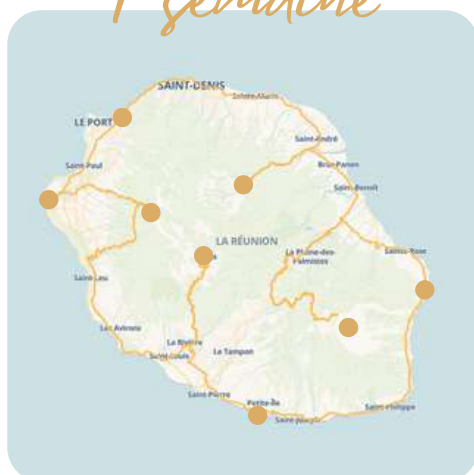 1 semaine
SAINT-DENIS
Sainte-Marie
LE PORT
Saint-André
Saint-Paul
Bras-Panon
Saint-Benoît
LA RÉUNION
La Plaine-des-
Palmistes
Sainte-Rose
Saint-Leu
Les Avirons
La Rivière
Saint-Louis
Le Tampon
Saint-Pierre
Petite-Île
Saint-Joseph
Saint-Philippe